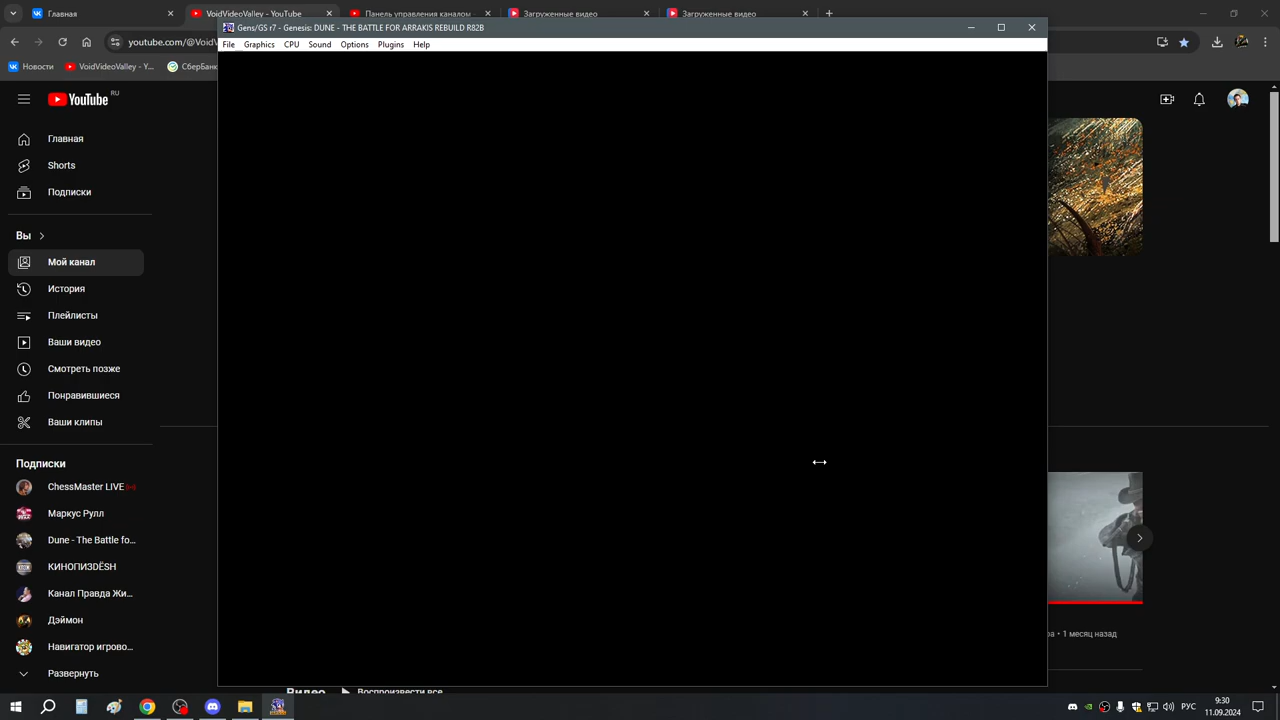 Главная
VoidVideoValley - YouTube
Панель управления каналом
Загруженные видео
Загруженные видео
Gens/GS r7 - Genesis: DUNE - THE BATTLE FOR ARRAKIS REBUILD R82B
File Graphics CPU Sound Options Plugins Help
youtube.com/@Void
Новости
VoidVideoValley - Y...
СберБанк
YouTube RU
Главная
Shorts
Подписки
Вы
Мой канал
История
Плейлисты
Ваши видео
Смотреть позже
Понравившиеся
Ваши клипы
Подписки
ChessMaster LIVE
Маркус Рулл
Dune - The Battle fo...
КИНОПИЗDЕSH
Канал Правда Жи...
Дэймон
Навигатор игрово...
Развернуть
ра • 1 месяц назад
Видео
Воспроизвести все
9:30
11.09.2024